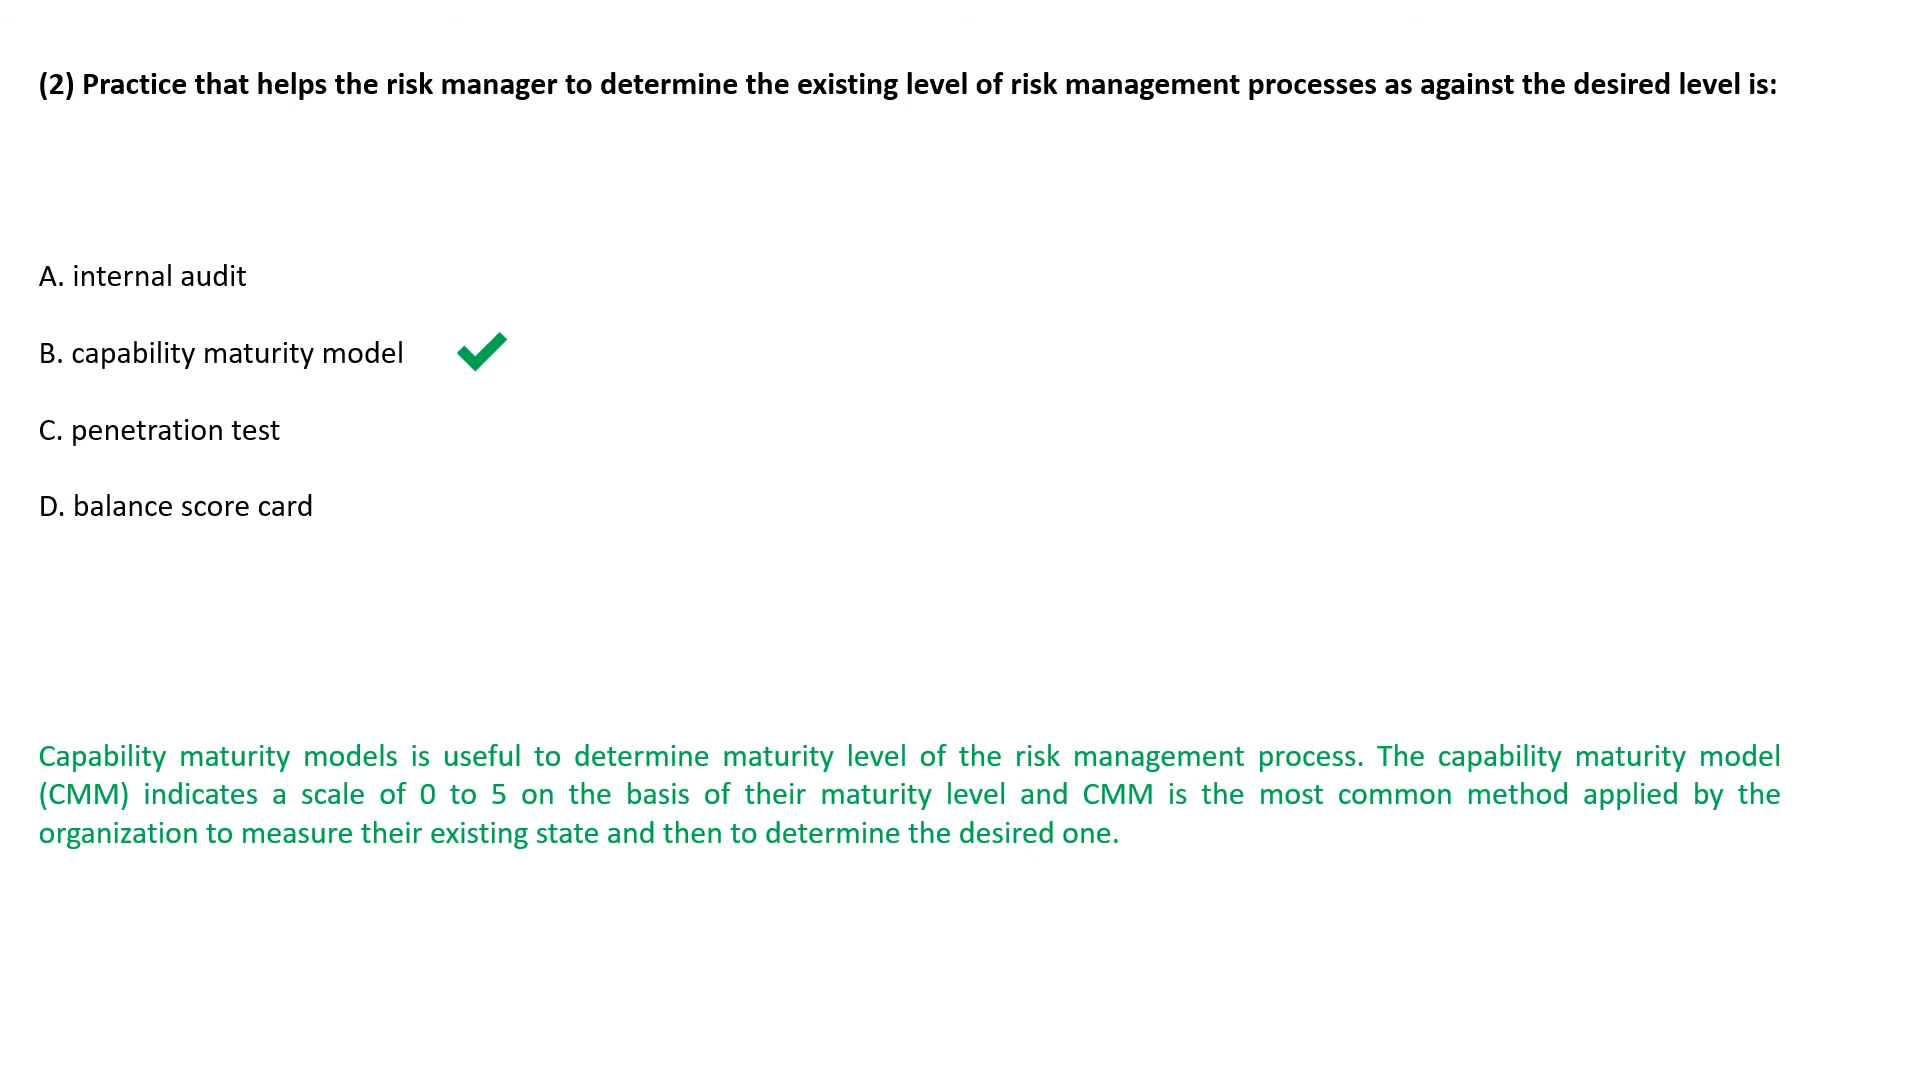 (2) Practice that helps the risk manager to determine the existing level of risk management processes as against the desired level is:
A. internal audit
B. capability maturity model
C. penetration test
D. balance score card
Capability maturity models is useful to determine maturity level of the risk management process. The capability maturity model
(CMM) indicates a scale of 0 to 5 on the basis of their maturity level and CMM is the most common method applied by the
organization to measure their existing state and then to determine the desired one.